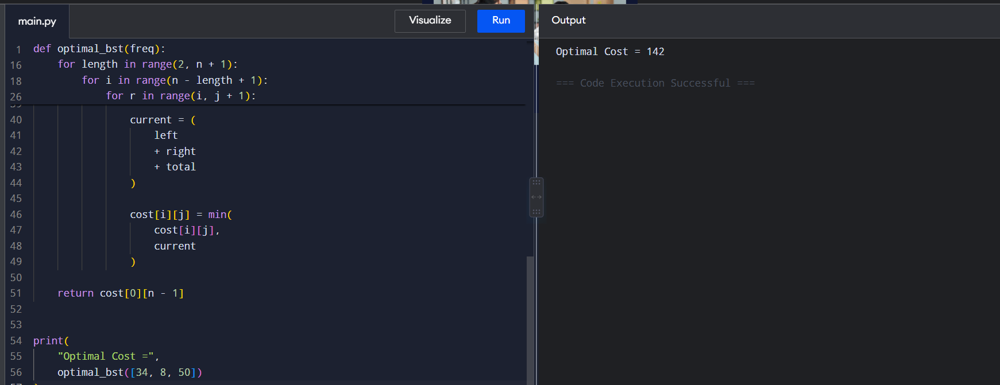 main.py
Visualize
Run
Output
1 def optimal_bst(freq):
16     for length in range(2, n + 1):
18         for i in range(n - length + 1):
26             for r in range(i, j + 1):
40                 current = (
41                     left
42                     + right
43                     + total
44                 )
45
46                 cost[i][j] = min(
47                     cost[i][j],
48                     current
49                 )
50
51     return cost[0][n - 1]
52
53
54 print(
55     "Optimal Cost =",
56     optimal_bst([34, 8, 50])
Optimal Cost = 142
=== Code Execution Successful ===